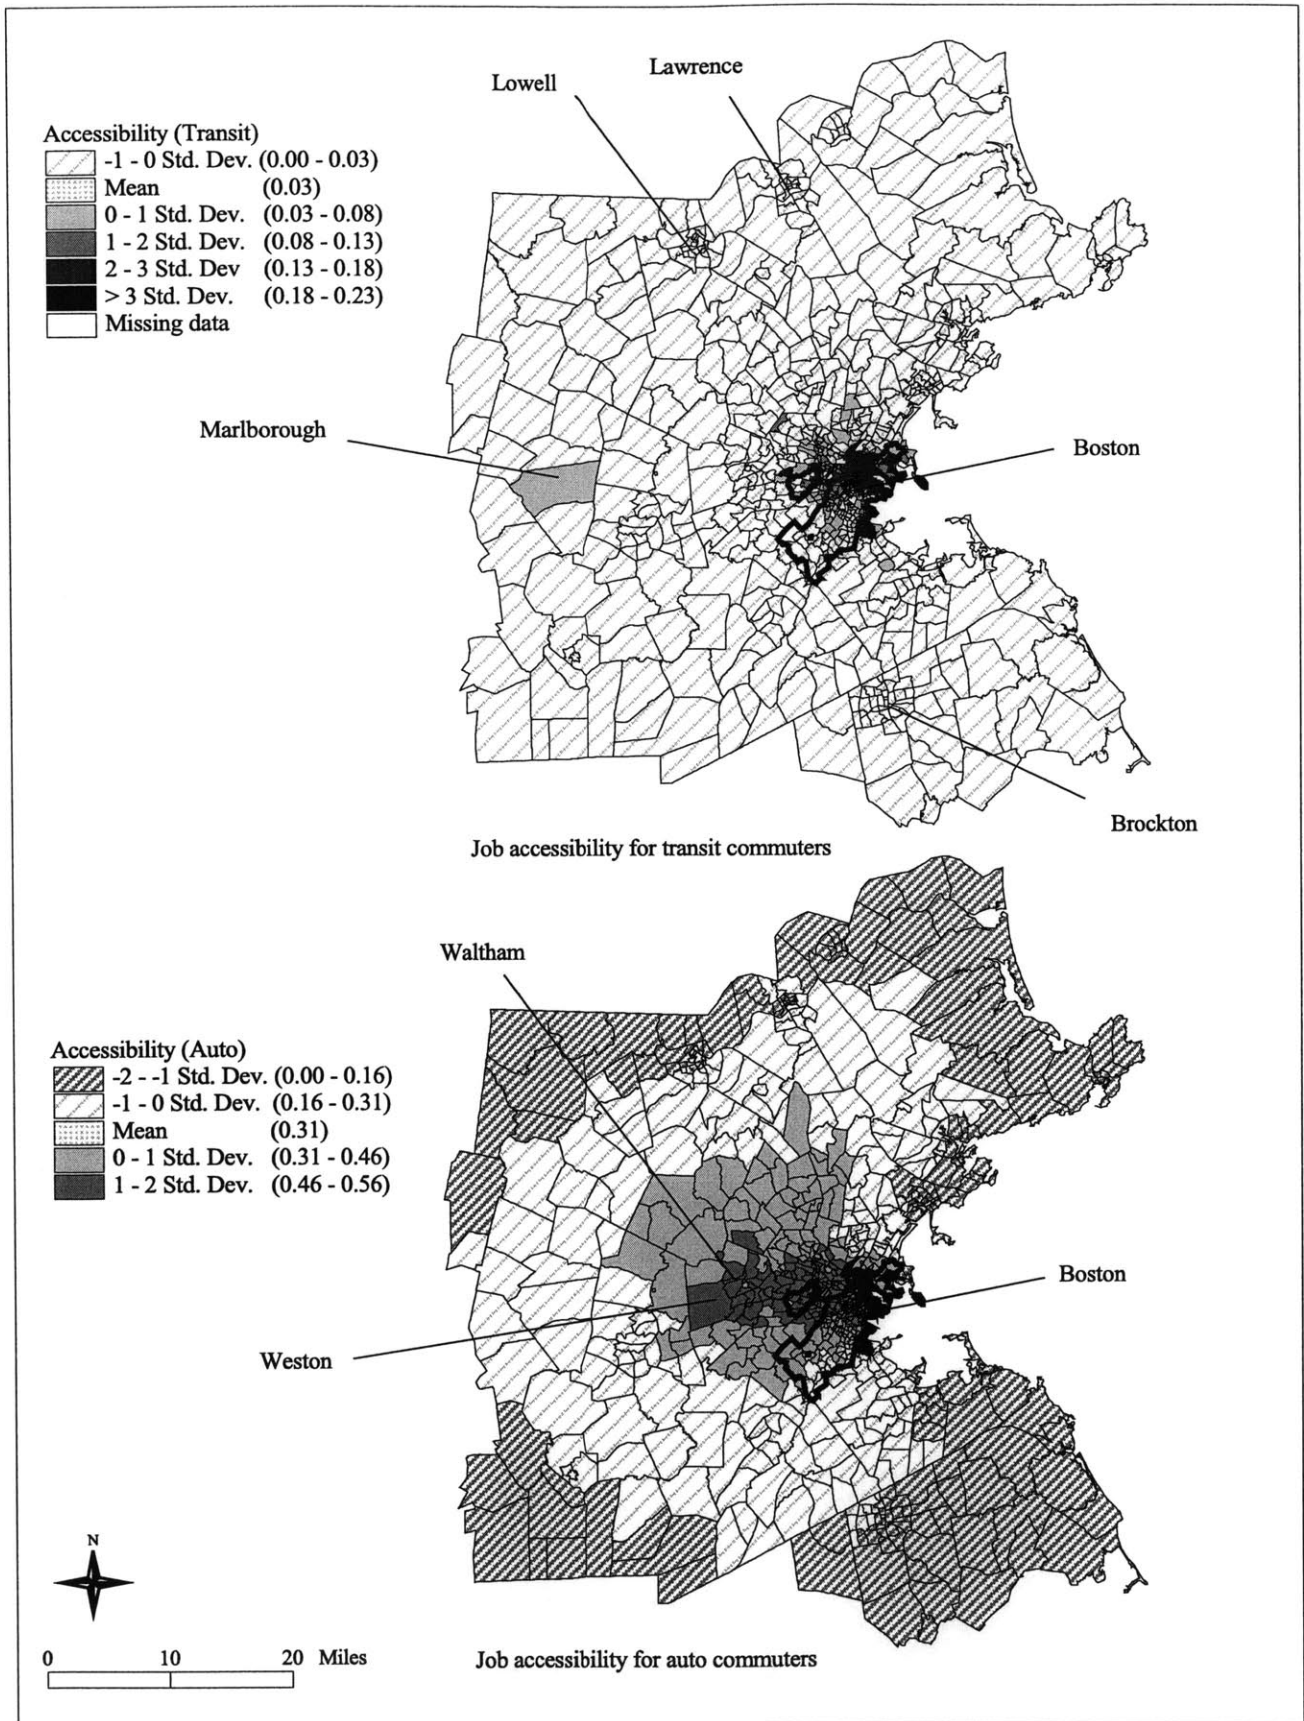 Lowell
Lawrence
Accessibility (Transit)
-1 - 0 Std. Dev. (0.00 - 0.03)
Mean (0.03)
0 - 1 Std. Dev. (0.03 - 0.08)
1 - 2 Std. Dev. (0.08 - 0.13)
2 - 3 Std. Dev (0.13 - 0.18)
> 3 Std. Dev. (0.18 - 0.23)
Missing data
Marlborough
Boston
Brockton
Job accessibility for transit commuters
Waltham
Accessibility (Auto)
-2 - -1 Std. Dev. (0.00 - 0.16)
-1 - 0 Std. Dev. (0.16 - 0.31)
Mean (0.31)
0 - 1 Std. Dev. (0.31 - 0.46)
1 - 2 Std. Dev. (0.46 - 0.56)
Boston
Weston
N
0 10 20 Miles
Job accessibility for auto commuters